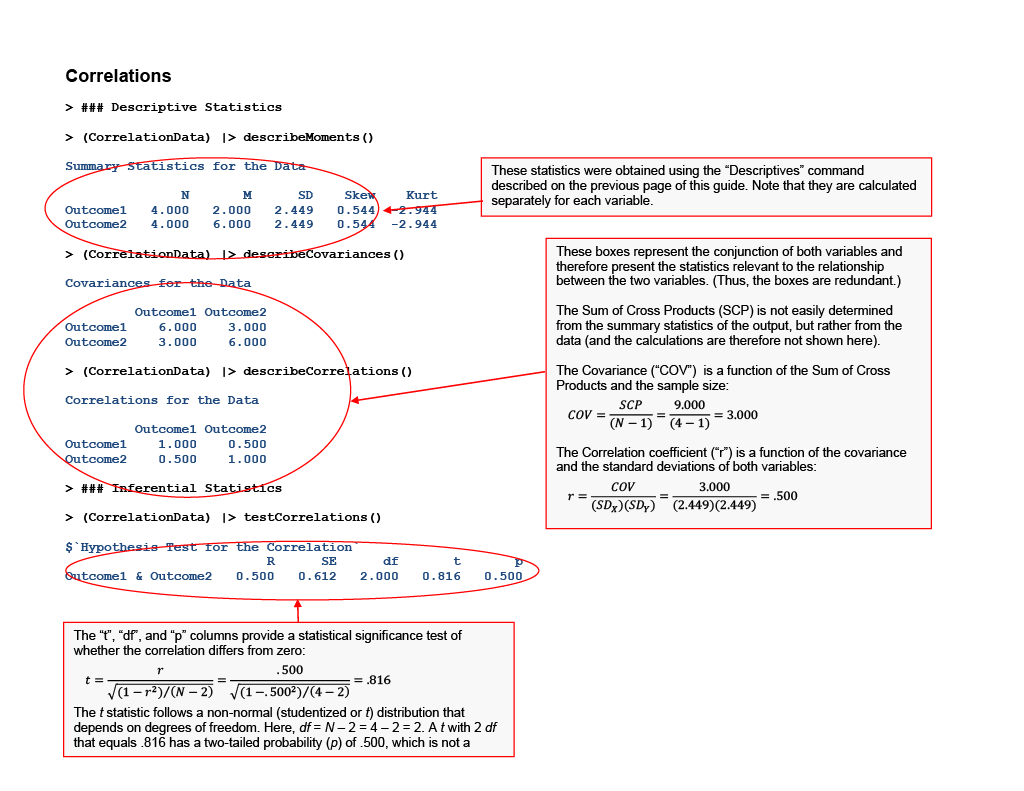 Correlations
> ### Descriptive Statistics
> (CorrelationData) |> describeMoments()
Summary Statistics for the Data
N M SD Skew Kurt
Outcome1 4.000 2.000 2.449 0.544 -2.944
Outcome2 4.000 6.000 2.449 0.544 -2.944
> (CorrelationData) |> describeCovariances()
Covariances for the Data
Outcome1 Outcome2
Outcome1 6.000 3.000
Outcome2 3.000 6.000
> (CorrelationData) |> describeCorrelations()
Correlations for the Data
Outcome1 Outcome2
Outcome1 1.000 0.500
Outcome2 0.500 1.000
> ### Inferential Statistics
> (CorrelationData) |> testCorrelations()
$`Hypothesis Test for the Correlation`
R SE df t p
Outcome1 & Outcome2 0.500 0.612 2.000 0.816 0.500
These statistics were obtained using the “Descriptives” command
described on the previous page of this guide. Note that they are calculated
separately for each variable.
These boxes represent the conjunction of both variables and
therefore present the statistics relevant to the relationship
between the two variables. (Thus, the boxes are redundant.)
The Sum of Cross Products (SCP) is not easily determined
from the summary statistics of the output, but rather from the
data (and the calculations are therefore not shown here).
The Covariance (“COV”) is a function of the Sum of Cross
Products and the sample size:
COV = SCP / (N − 1) = 9.000 / (4 − 1) = 3.000
The Correlation coefficient (“r”) is a function of the covariance
and the standard deviations of both variables:
r = COV / (SD_X)(SD_Y) = 3.000 / (2.449)(2.449) = .500
The “t”, “df”, and “p” columns provide a statistical significance test of
whether the correlation differs from zero:
t = r / √(1 − r²)/(N − 2) = .500 / √(1 −.500²)/(4 − 2) = .816
The t statistic follows a non-normal (studentized or t) distribution that
depends on degrees of freedom. Here, df = N – 2 = 4 – 2 = 2. A t with 2 df
that equals .816 has a two-tailed probability (p) of .500, which is not a